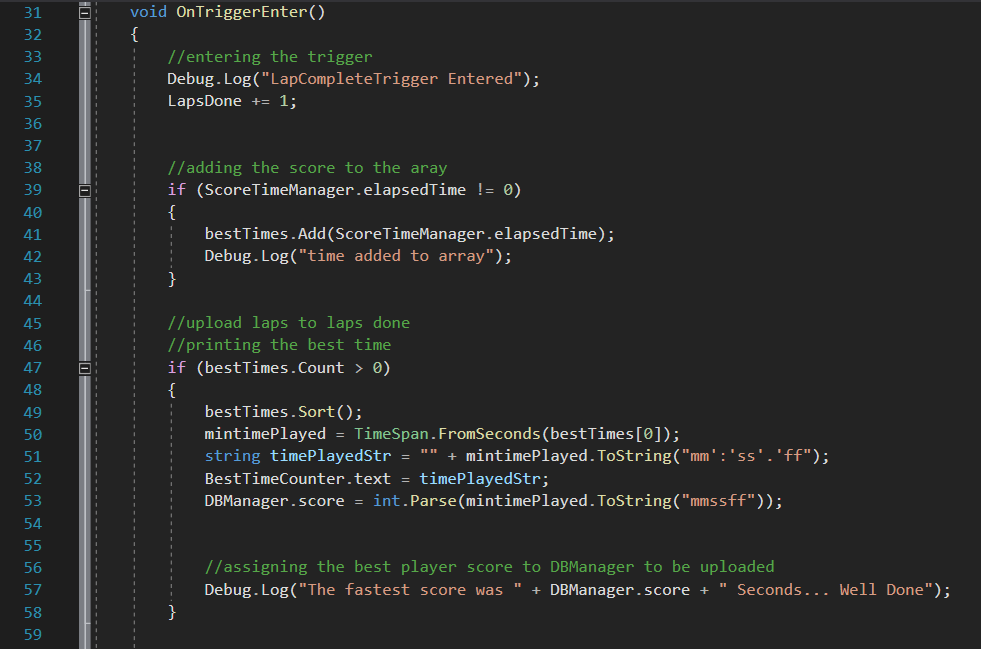 31 void OnTriggerEnter()
32 {
33 //entering the trigger
34 Debug.Log("LapCompleteTrigger Entered");
35 LapsDone += 1;
36
37
38 //adding the score to the aray
39 if (ScoreTimeManager.elapsedTime != 0)
40 {
41 bestTimes.Add(ScoreTimeManager.elapsedTime);
42 Debug.Log("time added to array");
43 }
44
45 //upload laps to laps done
46 //printing the best time
47 if (bestTimes.Count > 0)
48 {
49 bestTimes.Sort();
50 mintimePlayed = TimeSpan.FromSeconds(bestTimes[0]);
51 string timePlayedStr = "" + mintimePlayed.ToString("mm':'ss'.'ff");
52 BestTimeCounter.text = timePlayedStr;
53 DBManager.score = int.Parse(mintimePlayed.ToString("mmssff"));
54
55
56 //assigning the best player score to DBManager to be uploaded
57 Debug.Log("The fastest score was " + DBManager.score + " Seconds... Well Done");
58 }
59